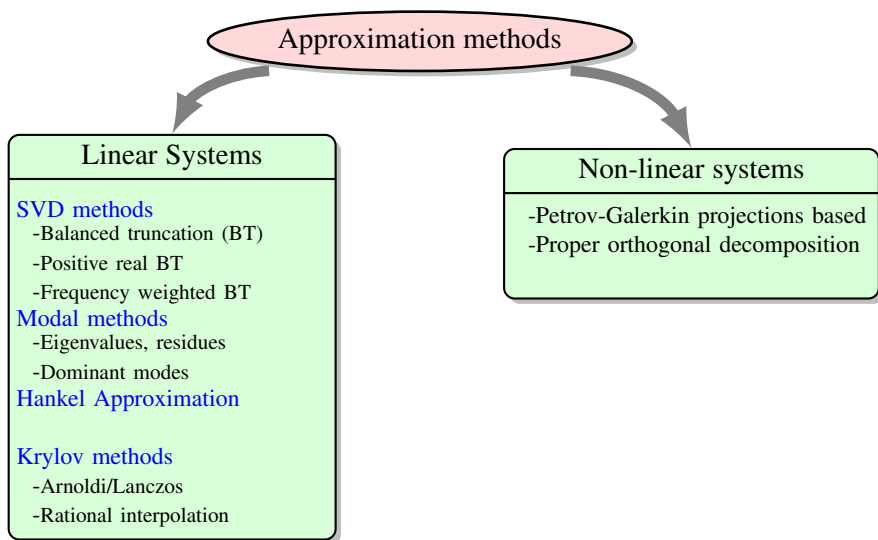 Approximation methods
Linear Systems
SVD methods
-Balanced truncation (BT)
-Positive real BT
-Frequency weighted BT
Modal methods
-Eigenvalues, residues
-Dominant modes
Hankel Approximation
Krylov methods
-Arnoldi/Lanczos
-Rational interpolation
Non-linear systems
-Petrov-Galerkin projections based
-Proper orthogonal decomposition